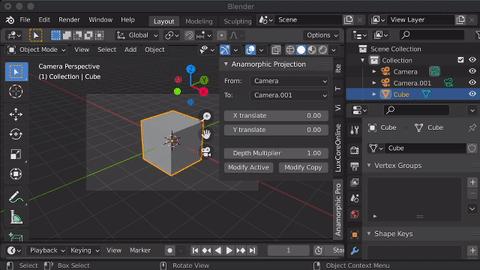 Blender
File Edit Render Window Help Layout Modeling Scene View Layer
Global Options
Object Mode View Select Add Object
Camera Perspective
(1) Collection | Cube
Z
Anamorphic Projection
From: Camera
To: Camera.001
X translate 0.00
Y translate 0.00
Depth Multiplier 1.00
Modify Active Modify Copy
Ite
T
Vi
LuxCoreOnline
Anamorphic Pro
Scene Collection
Collection
Camera
Camera.001
Cube
Cube Cube
Cube
Vertex Groups
Shape Keys
Playback Keying View Marker 1 Start
Select Box Select Rotate View Object Context Menu